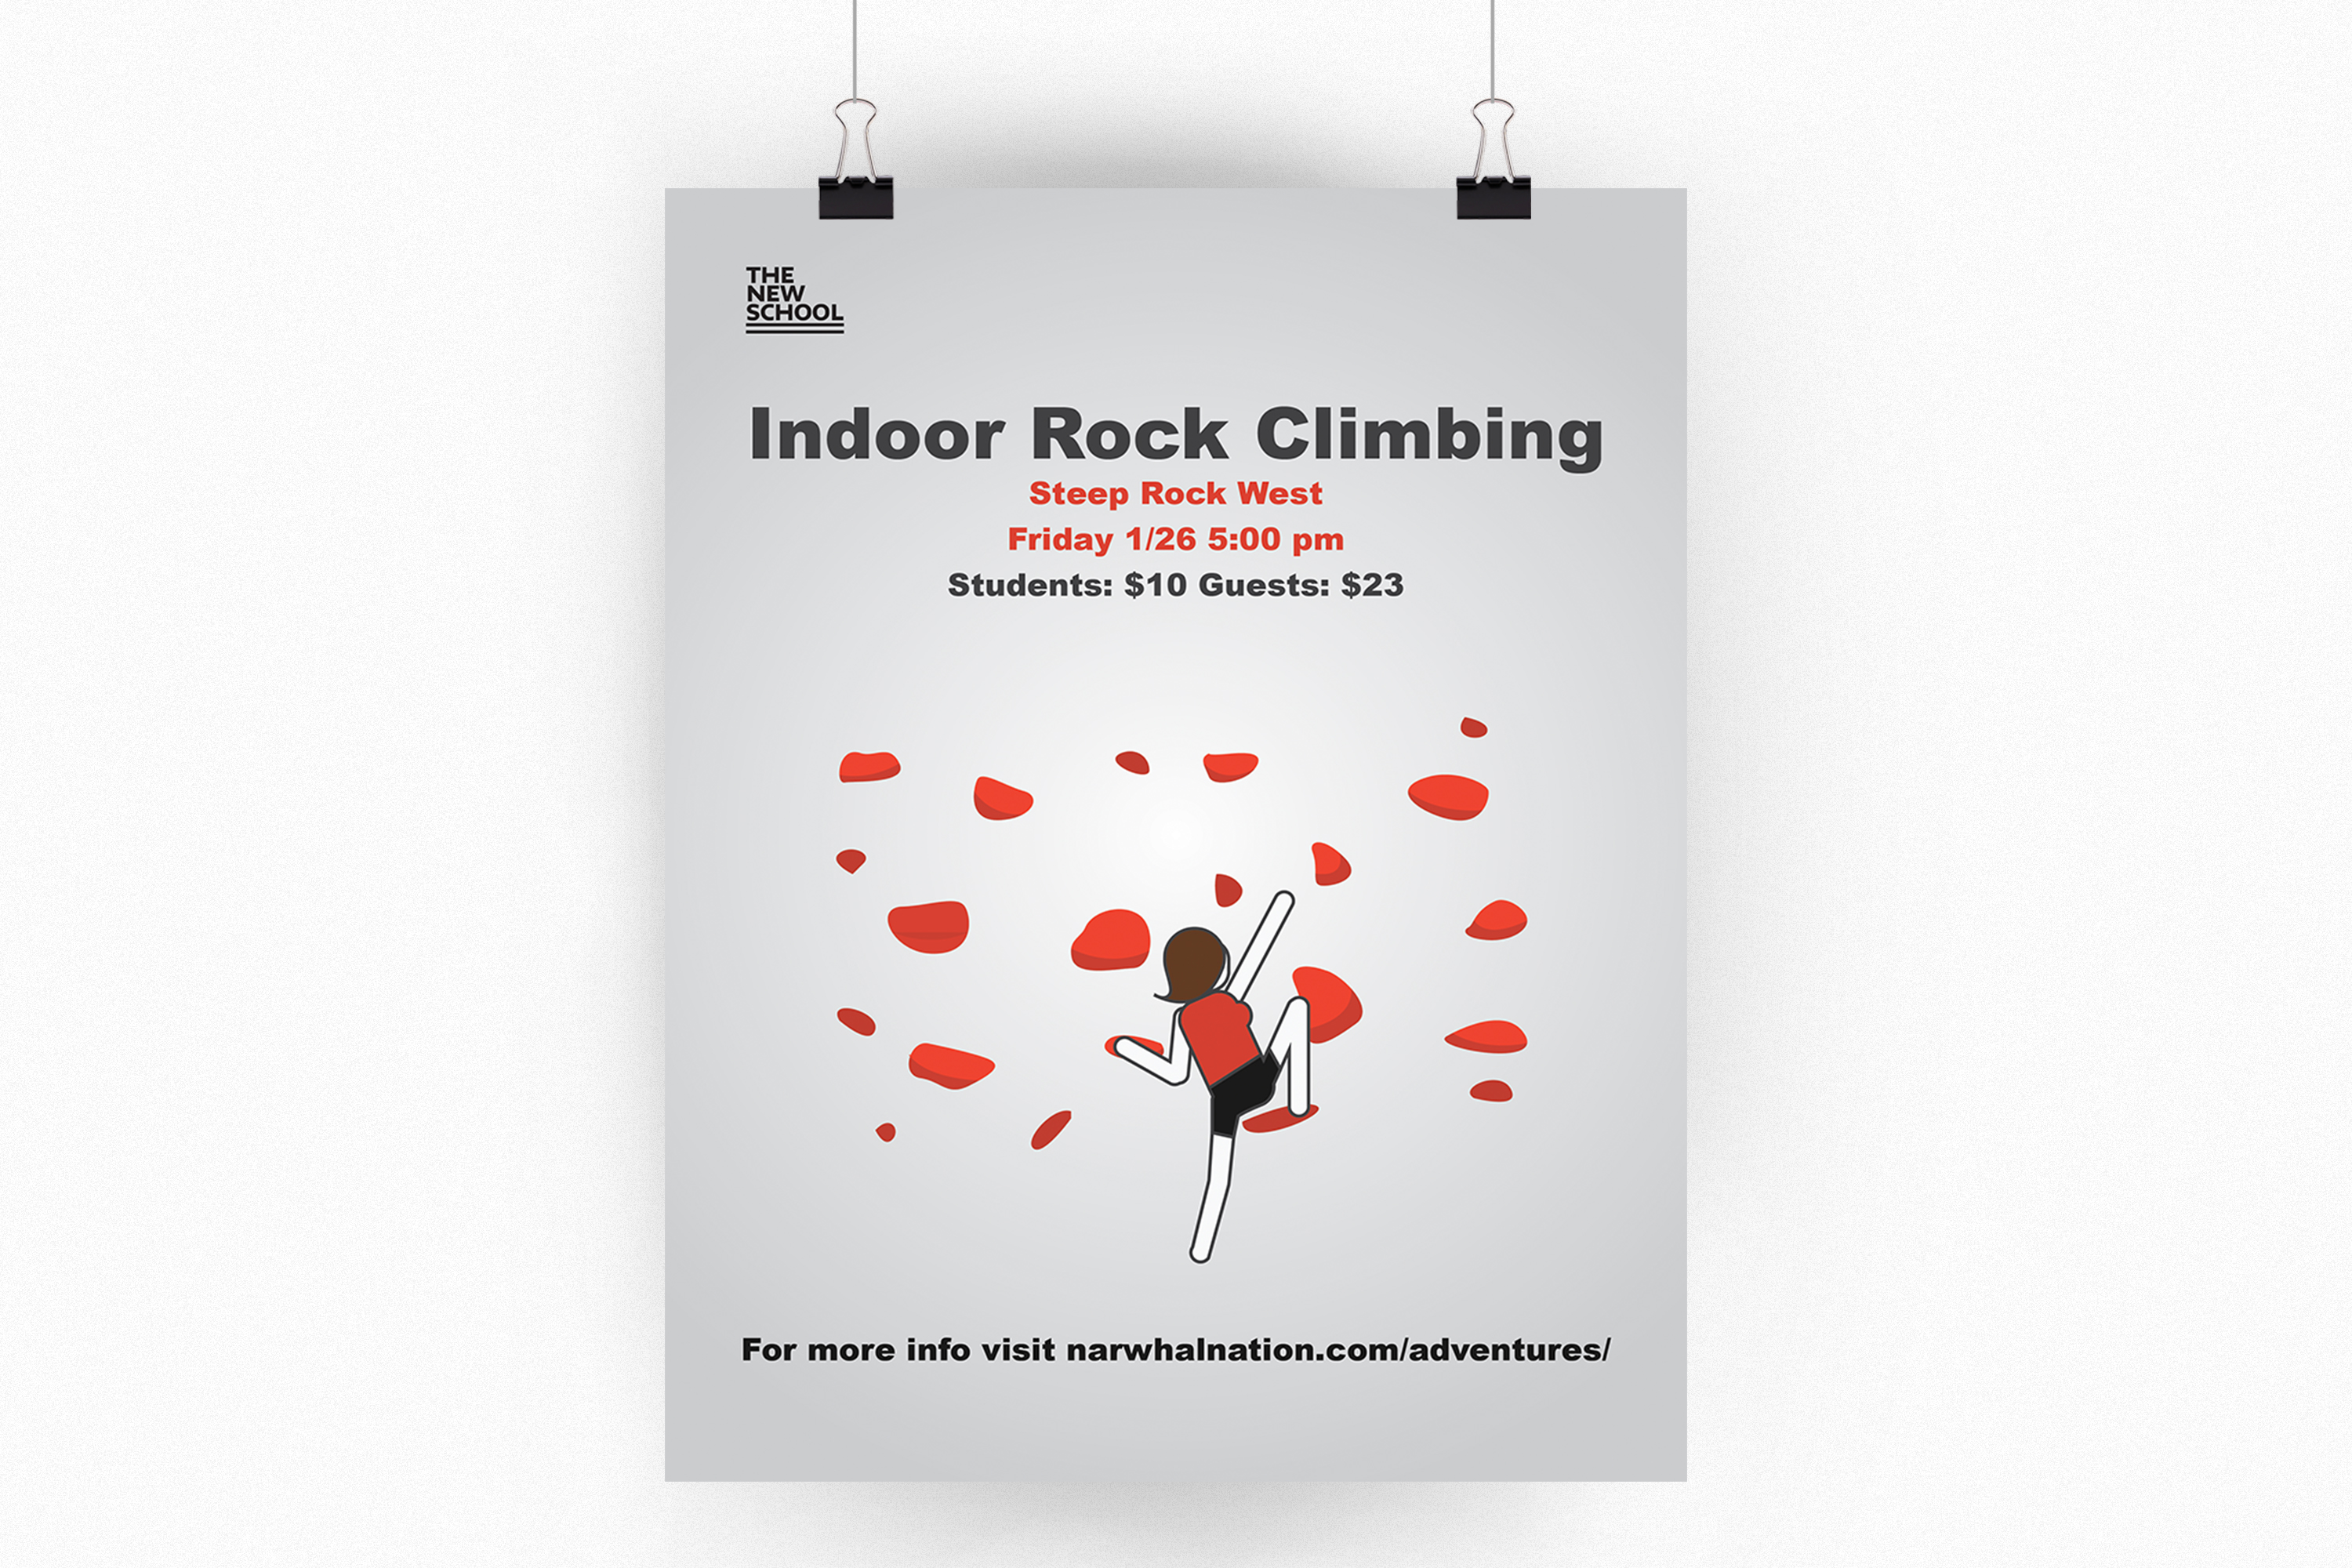 THE
NEW
SCHOOL
Indoor Rock Climbing
Steep Rock West
Friday 1/26 5:00 pm
Students: $10 Guests: $23
For more info visit narwhalnation.com/adventures/